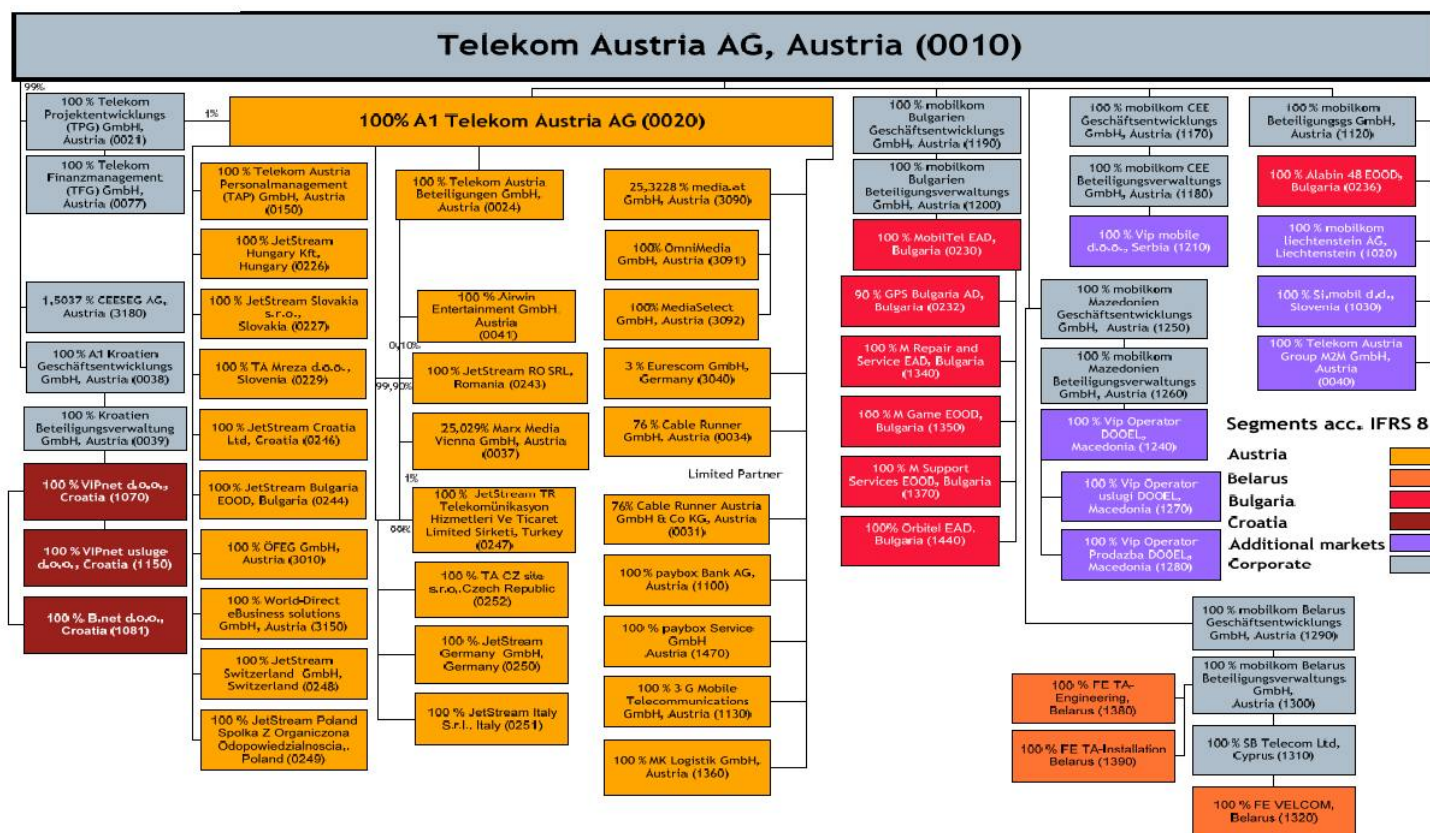 Telekom Austria AG, Austria (0010)
99%
100 % Telekom
Projektentwicklungs
(TPG) GmbH,
Austria (0021)
1%
100% A1 Telekom Austria AG (0020)
100 % Telekom
Finanzmanagement
(TFG) GmbH,
Austria (0077)
1,5037 % CEESEG AG,
Austria (3180)
100 % A1 Kroatien
Geschäftsentwicklungs
GmbH, Austria (0038)
100 % Kroatien
Beteiligungsverwaltung
GmbH, Austria (0039)
100 % VIPnet d.o.o.,
Croatia (1070)
100 % VIPnet usluge
d.o.o., Croatia (1150)
100 % B.net d.o.o.,
Croatia (1081)
100 % Telekom Austria
Personalmanagement
(TAP) GmbH, Austria
(0150)
100 % JetStream
Hungary Kft,
Hungary (0226)
100 % JetStream Slovakia
s.r.o.,
Slovakia (0227)
100 % TA Mreza d.o.o.,
Slovenia (0229)
100 % JetStream Croatia
Ltd, Croatia (0246)
100 % JetStream Bulgaria
EOOD, Bulgaria (0244)
100 % ÖFEG GmbH,
Austria (3010)
100 % World-Direct
eBusiness solutions
GmbH, Austria (3150)
100 % JetStream
Switzerland GmbH,
Switzerland (0248)
100 % JetStream Poland
Spolka Z Organiczona
Odopowiedzialnoscia,.
Poland (0249)
100 % Telekom Austria
Beteiligungen GmbH,
Austria (0024)
100 % Airwin
Entertainment GmbH
Austria
(0041)
0,10%
100 % JetStream RO SRL,
Romania (0243)
99,90%
25,029% Marx Media
Vienna GmbH, Austria
(0037)
1%
100 % JetStream TR
Telekomünikasyon
Hizmetleri Ve Ticaret
Limited Sirketi, Turkey
(0247)
100 % TA CZ site
s.r.o,.Czech Republic
(0252)
100 % JetStream
Germany GmbH,
Germany (0250)
100 % JetStream Italy
S.r.l.. Italy (0251)
25,3228 % media.at
GmbH, Austria (3090)
100% OmniMedia
GmbH, Austria (3091)
100% MediaSelect
GmbH, Austria (3092)
3 % Eurescom GmbH,
Germany (3040)
76 % Cable Runner
GmbH, Austria (0034)
Limited Partner
76% Cable Runner Austria
GmbH & Co KG, Austria
(0031)
100 % paybox Bank AG,
Austria (1100)
100 % paybox Service
GmbH
Austria (1470)
100 % 3 G Mobile
Telecommunications
GmbH, Austria (1130)
100 % MK Logistik GmbH,
Austria (1360)
100 % mobilkom
Bulgarien
Geschäftsentwicklungs
GmbH, Austria (1190)
100 % mobilkom
Bulgarien
Beteiligungsverwaltungs
GmbH, Austria (1200)
100 % MobilTel EAD,
Bulgaria (0230)
90 % GPS Bulgaria AD,
Bulgaria (0232)
100 % M Repair and
Service EAD, Bulgaria
(1340)
100 % M Game EOOD,
Bulgaria (1350)
100 % M Support
Services EOOD, Bulgaria
(1370)
100% Orbitel EAD.
Bulgaria (1440)
100 % mobilkom CEE
Geschäftsentwicklungs
GmbH, Austria (1170)
100 % mobilkom CEE
Beteiligungsverwaltung
GmbH, Austria (1180)
100 % Vip mobile
d.o.o., Serbia (1210)
100 % mobilkom
Mazedonien
Geschäftsentwicklungs
GmbH, Austria (1250)
100 % mobilkom
Mazedonien
Beteiligungsverwaltungs
GmbH, Austria (1260)
100 % Vip Operator
DOOEL,
Macedonia (1240)
100 % Vip Operator
uslugi DOOEL,
Macedonia (1270)
100 % Vip Operator
Prodazba DOOEL,
Macedonia (1280)
100 % mobilkom
Beteiligungsgs GmbH,
Austria (1120)
100 % Alabin 48 EOOD,
Bulgaria (0236)
100 % mobilkom
liechtenstein AG,
Liechtenstein (1020)
100 % Si.mobil d.d.,
Slovenia (1030)
100 % Telekom Austria
Group M2M GmbH,
Austria
(0040)
Segments acc. IFRS 8
Austria
Belarus
Bulgaria
Croatia
Additional markets
Corporate
100 % mobilkom Belarus
Geschäftsentwicklungs
GmbH, Austria (1290)
100 % mobilkom Belarus
Beteiligungsverwaltungs
GmbH,
Austria (1300)
100 % FE TA-
Engineering,
Belarus (1380)
100 % FE TA-Installation
Belarus (1390)
100 % SB Telecom Ltd,
Cyprus (1310)
100 % FE VELCOM,
Belarus (1320)